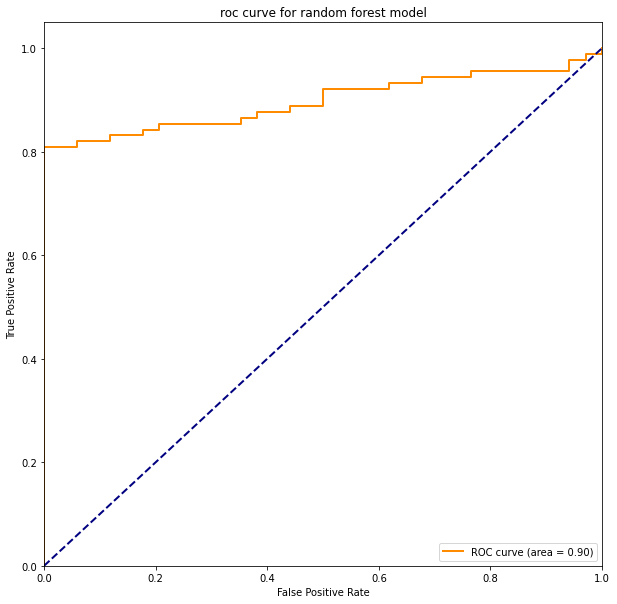 roc curve for random forest model
1.0
0.8
0.6
0.4
0.2
0.0
True Positive Rate
0.0 0.2 0.4 0.6 0.8 1.0
False Positive Rate
ROC curve (area = 0.90)